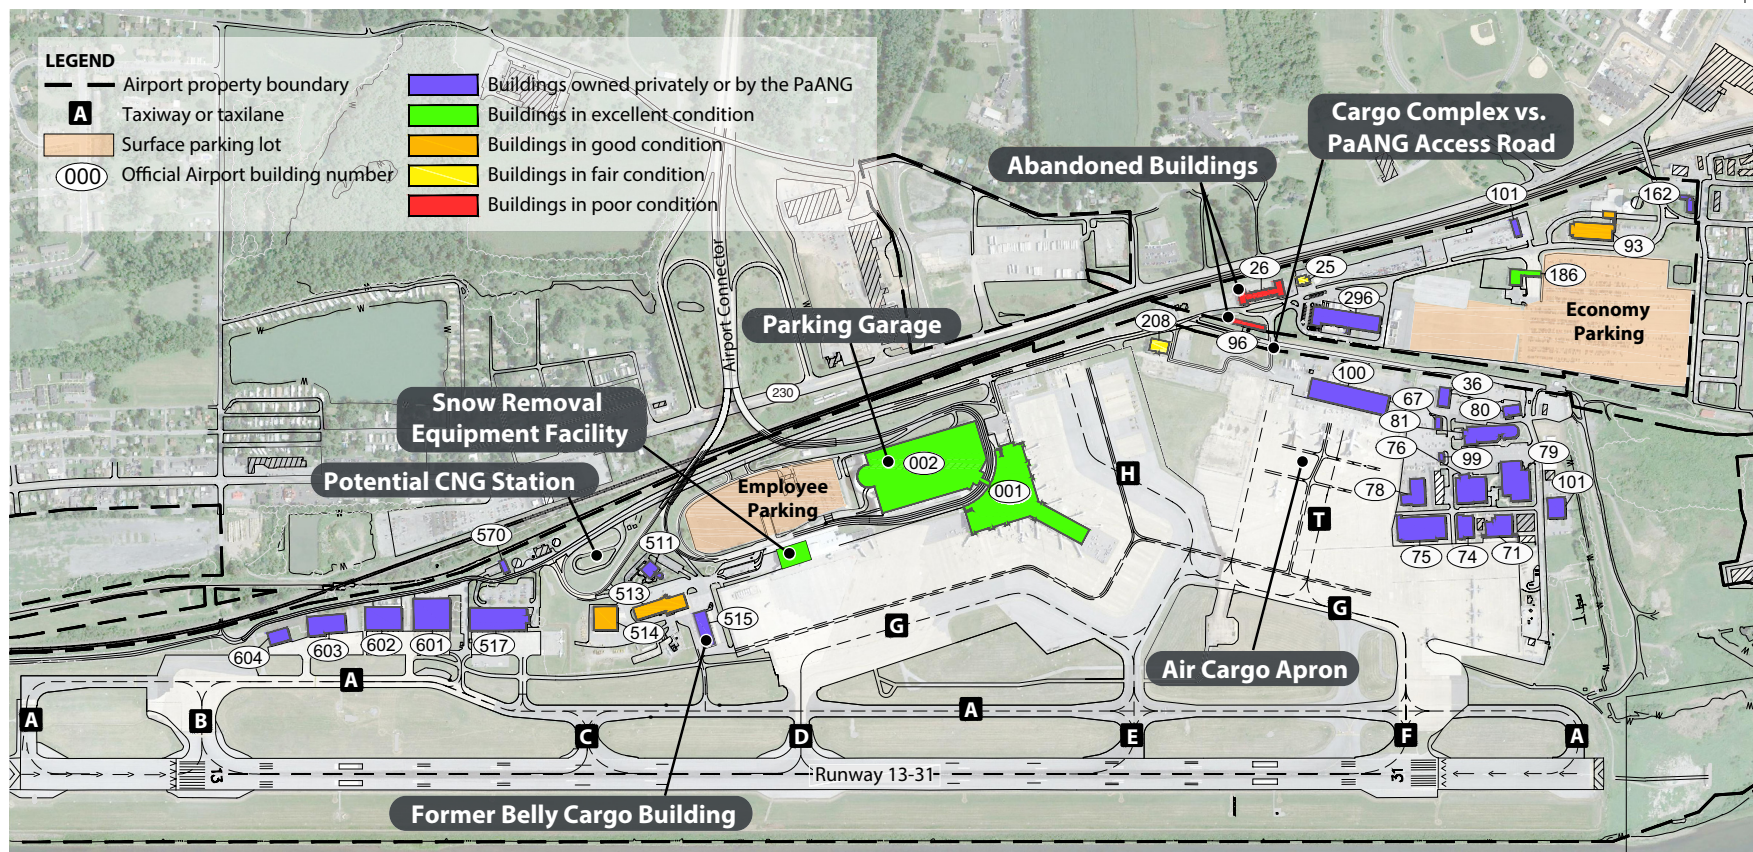 LEGEND
Airport property boundary
A Taxiway or taxilane
Surface parking lot
000 Official Airport building number
Buildings owned privately or by the PaANG
Buildings in excellent condition
Buildings in good condition
Buildings in fair condition
Buildings in poor condition
Cargo Complex vs.
PaANG Access Road
Abandoned Buildings
101
162
93
26
25
186
296
Economy
Parking
208
96
Airport Connector
Parking Garage
230
100
36
67
80
81
Snow Removal
Equipment Facility
76
99
79
002
001
H
Potential CNG Station
Employee
Parking
78
101
T
570
511
75
74
71
513
514
515
G
G
604
603
602
601
517
Air Cargo Apron
A
A
A
B
C
D
E
F
A
13
Runway 13-31
31
Former Belly Cargo Building
W
W
W
W
W
W
W
W
W
W